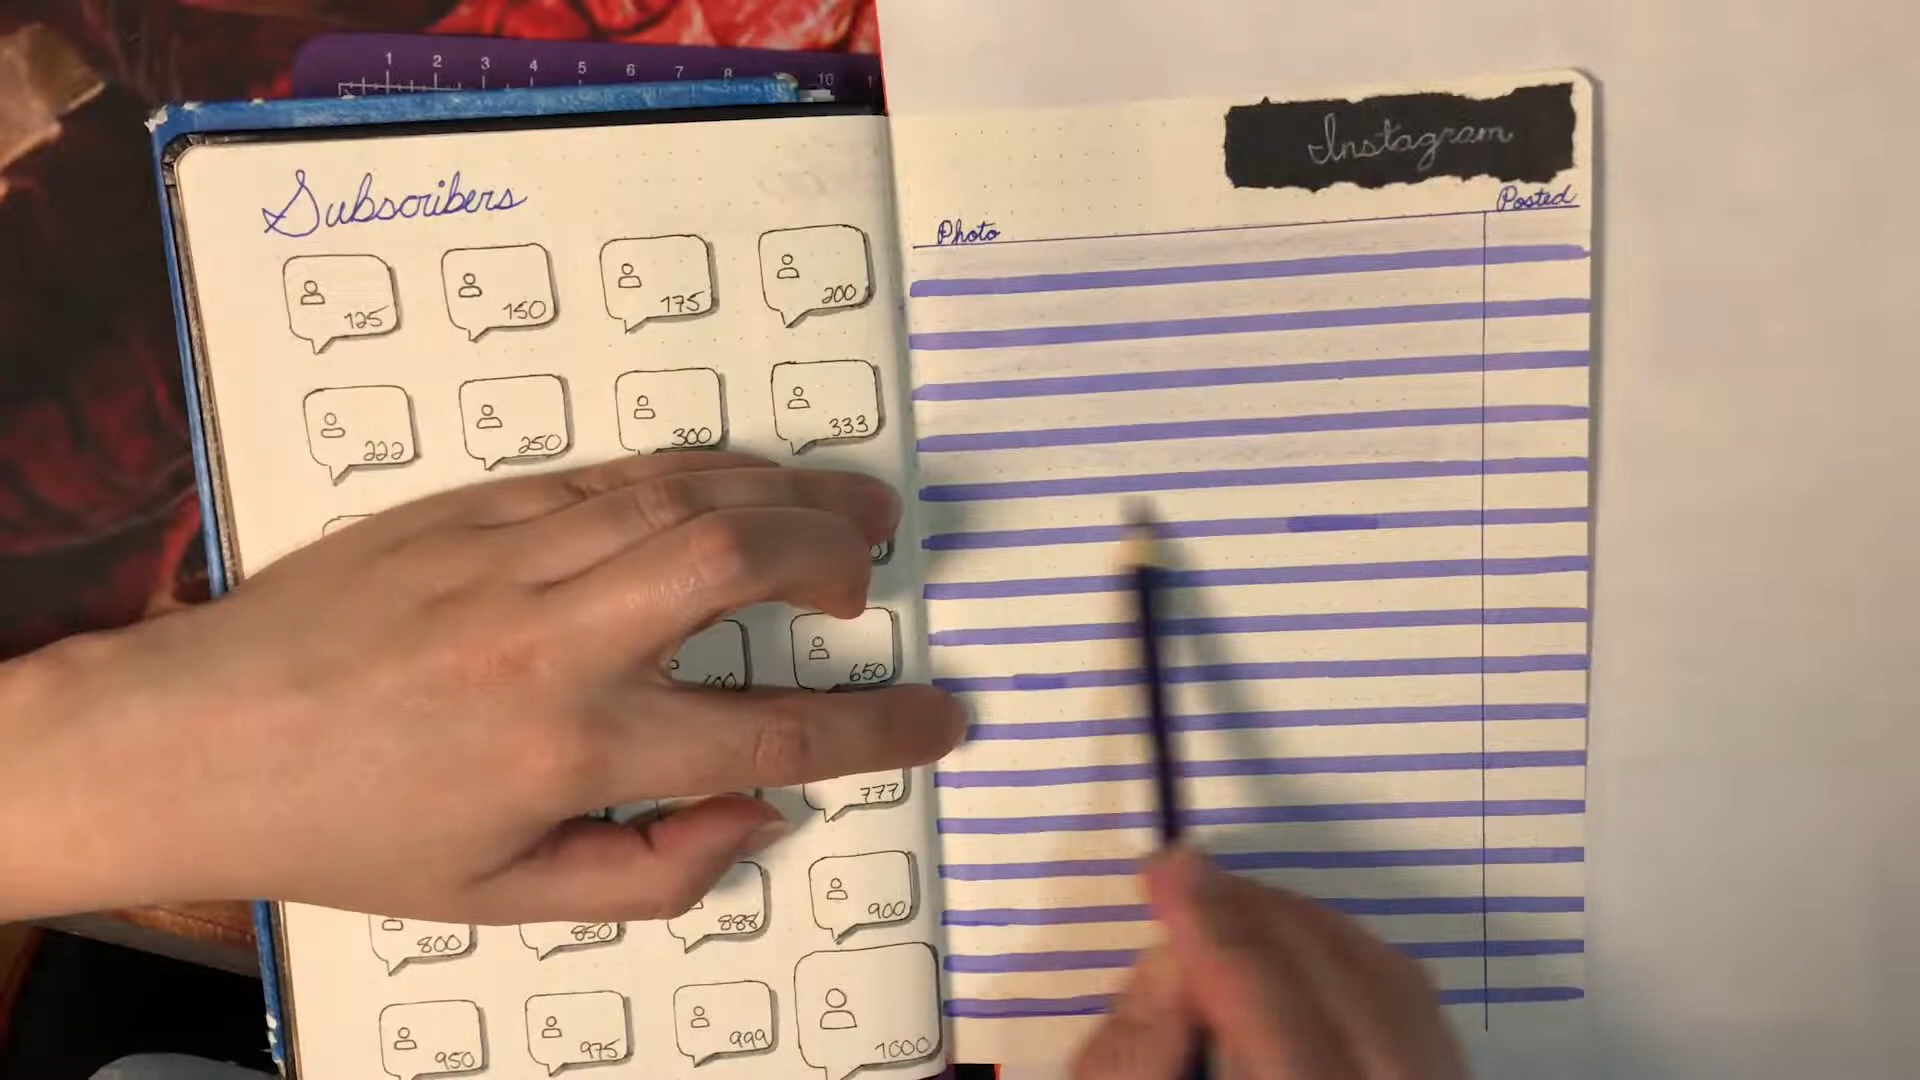 1 2 3 4 5 6 7 8 10
Subscribers
125 150 175 200
222 250 300 333
650
777
800 850 888 900
950 975 999 1000
Instagram
Photo Posted